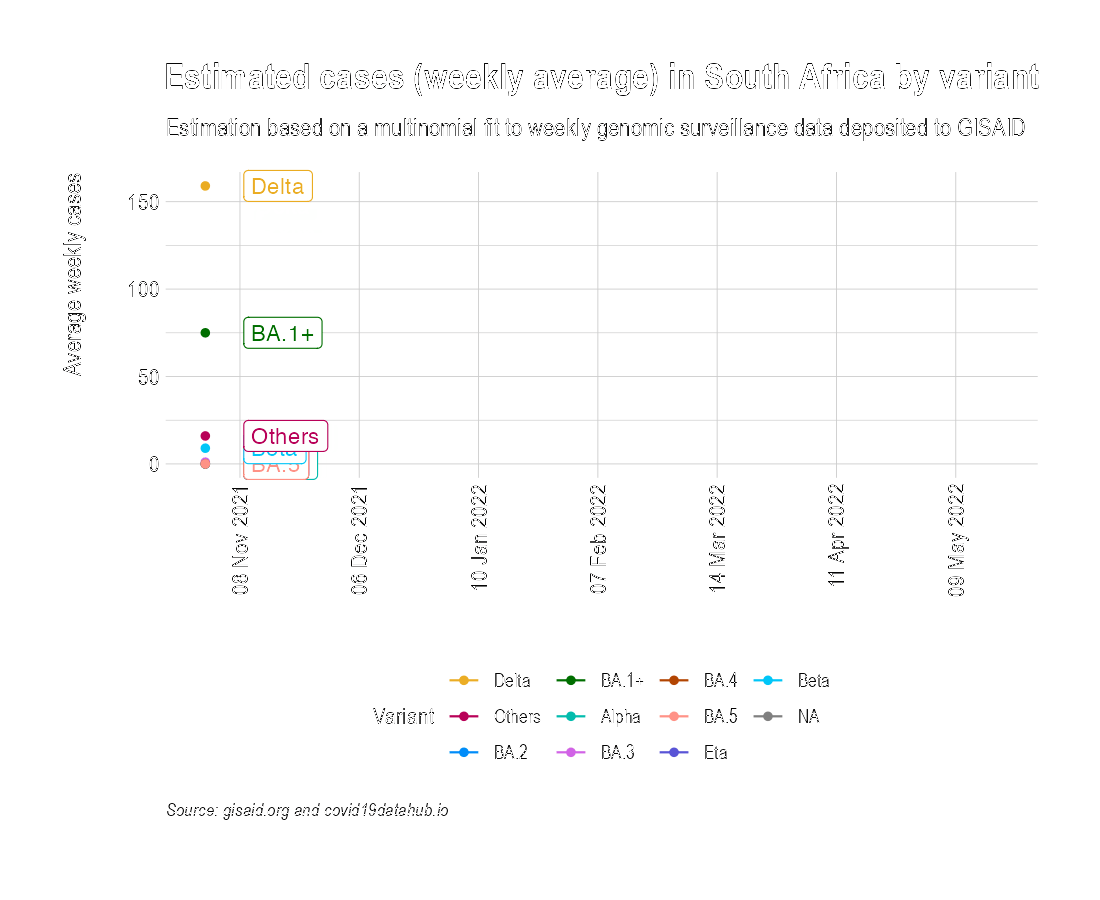 Estimated cases (weekly average) in South Africa by variant
Estimation based on a multinomial fit to weekly genomic surveillance data deposited to GISAID
Average weekly cases
150
100
50
0
Delta
BA.1+
Others
Beta
BA.5
08 Nov 2021
06 Dec 2021
10 Jan 2022
07 Feb 2022
14 Mar 2022
11 Apr 2022
09 May 2022
Variant
Delta
BA.1+
BA.4
Beta
Others
Alpha
BA.5
NA
BA.2
BA.3
Eta
Source: gisaid.org and covid19datahub.io